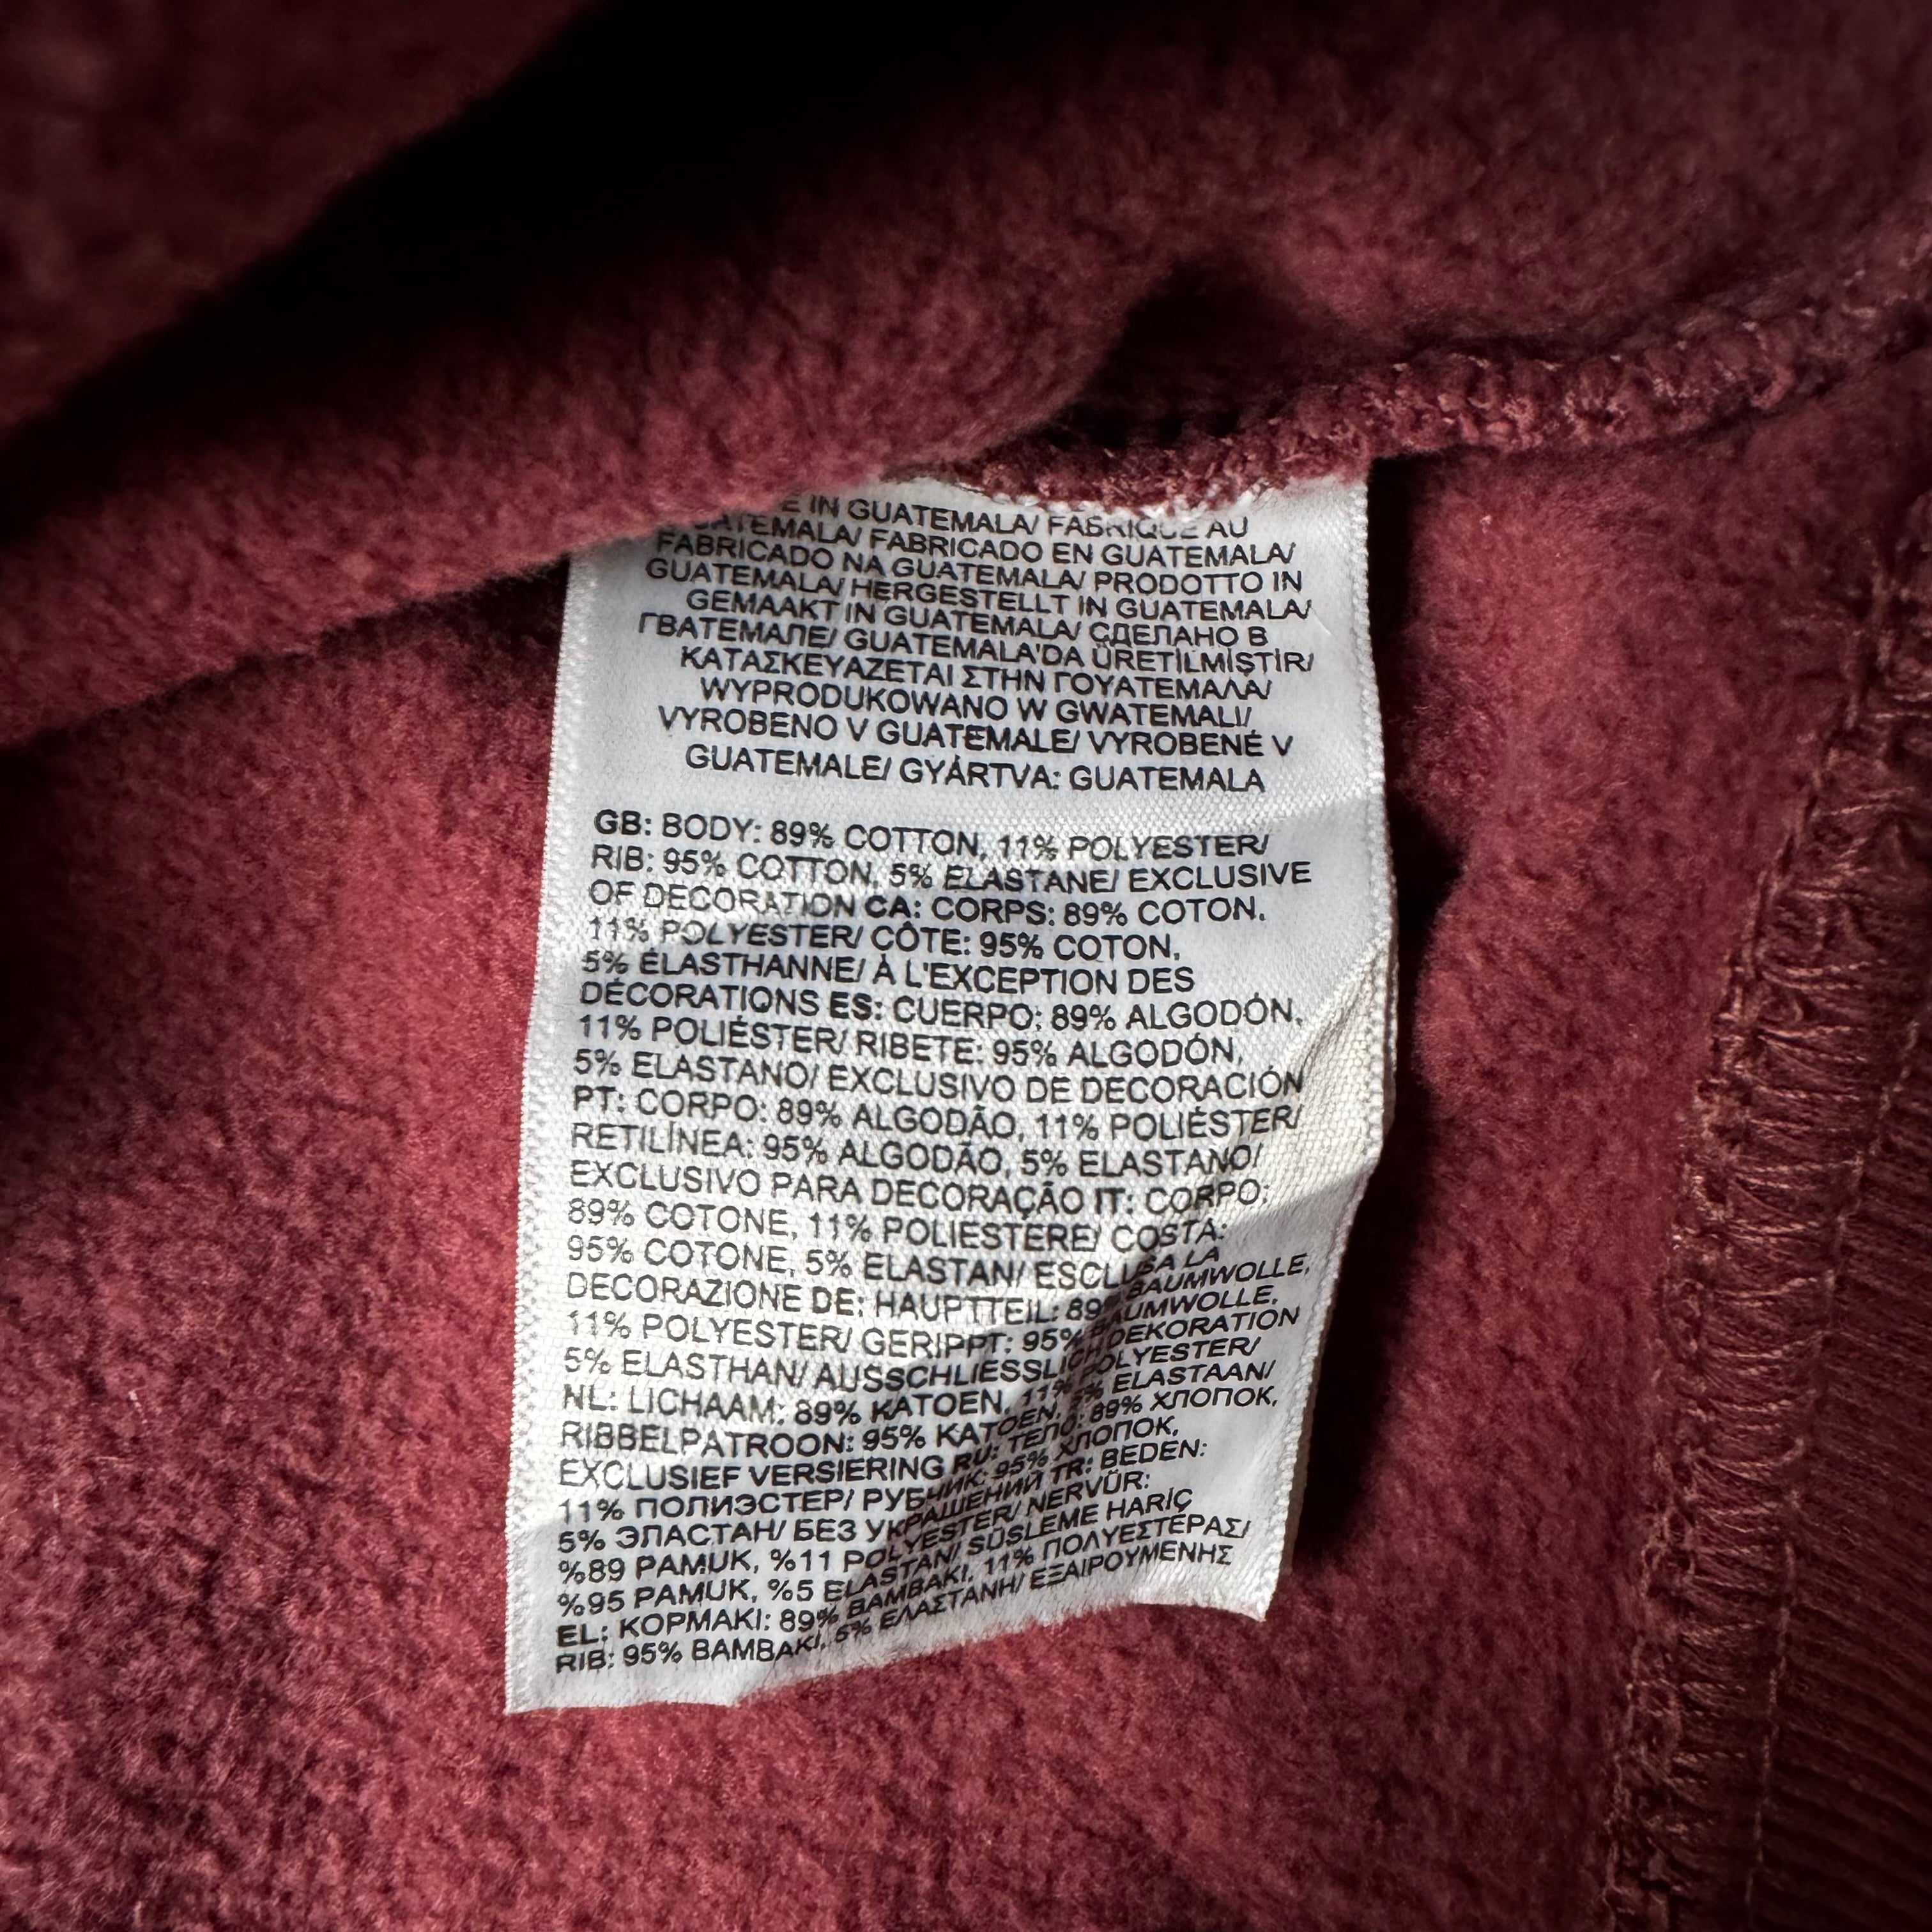 E IN GUATEMALA/ FABRIQUÉ AU
GUATEMALA/ FABRICADO EN GUATEMALA/
FABRICADO NA GUATEMALA/ PRODOTTO IN
GUATEMALA/ HERGESTELLT IN GUATEMALA/
GEMAAKT IN GUATEMALA/ СДЕЛАНО В
ГВАТЕМАЛЕ/ GUATEMALA'DA ÜRETİLMİŞTİR/
ΚΑΤΑΣΚΕΥΑΖΕΤΑΙ ΣΤΗΝ ΓΟΥΑΤΕΜΑΛΑ/
WYPRODUKOWANO W GWATEMALI/
VYROBENO V GUATEMALE/ VYROBENÉ V
GUATEMALE/ GYÁRTVA: GUATEMALA
GB: BODY: 89% COTTON, 11% POLYESTER/
RIB: 95% COTTON, 5% ELASTANE/ EXCLUSIVE
OF DECORATION CA: CORPS: 89% COTON,
11% POLYESTER/ CÔTE: 95% COTON,
5% ÉLASTHANNE/ À L'EXCEPTION DES
DÉCORATIONS ES: CUERPO: 89% ALGODÓN,
11% POLIÉSTER/ RIBETE: 95% ALGODÓN,
5% ELASTANO/ EXCLUSIVO DE DECORACIÓN
PT: CORPO: 89% ALGODÃO, 11% POLIÉSTER/
RETILÍNEA: 95% ALGODÃO, 5% ELASTANO/
EXCLUSIVO PARA DECORAÇÃO IT: CORPO:
89% COTONE, 11% POLIESTERE/ COSTA:
95% COTONE, 5% ELASTAN/ ESCLUSA LA
DECORAZIONE DE: HAUPTTEIL: 89% BAUMWOLLE,
11% POLYESTER/ GERIPPT: 95% BAUMWOLLE,
5% ELASTHAN/ AUSSCHLIESSLICH DEKORATION
NL: LICHAAM: 89% KATOEN, 11% POLYESTER/
RIBBELPATROON: 95% KATOEN, 5% ELASTAAN/
EXCLUSIEF VERSIERING RU: ТЕЛО: 89% ХЛОПОК,
11% ПОЛИЭСТЕР/ РУБЧИК: 95% ХЛОПОК,
5% ЭЛАСТАН/ БЕЗ УКРАШЕНИЙ TR: BEDEN:
%89 PAMUK, %11 POLYESTER/ NERVÜR:
%95 PAMUK, %5 ELASTAN/ SÜSLEME HARİÇ
EL: ΚΟΡΜΑΚΙ: 89% ΒΑΜΒΑΚΙ, 11% ΠΟΛΥΕΣΤΕΡΑΣ/
RIB: 95% ΒΑΜΒΑΚΙ, 5% ΕΛΑΣΤΑΝΗ/ ΕΞΑΙΡΟΥΜΕΝΗΣ